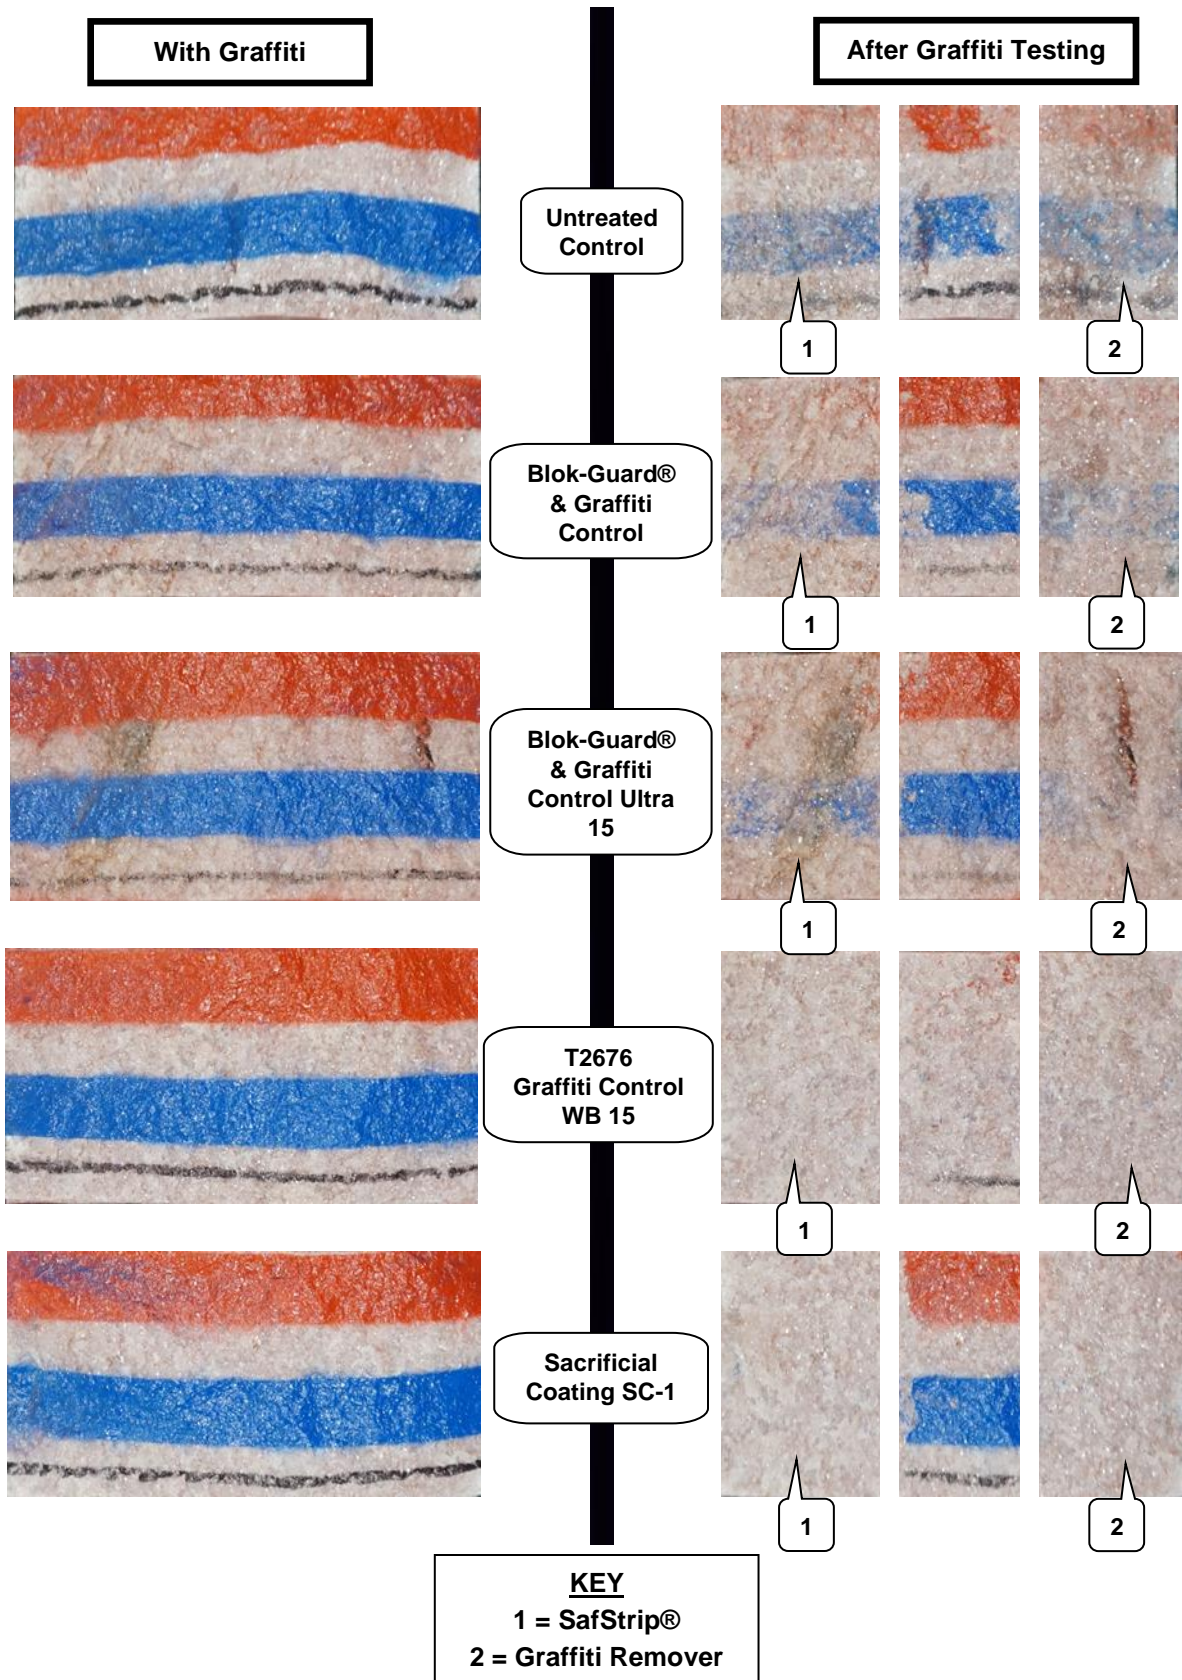 With Graffiti
After Graffiti Testing
Untreated
Control
1
2
Blok-Guard®
& Graffiti
Control
1
2
Blok-Guard®
& Graffiti
Control Ultra
15
1
2
T2676
Graffiti Control
WB 15
1
2
Sacrificial
Coating SC-1
1
2
KEY
1 = SafStrip®
2 = Graffiti Remover